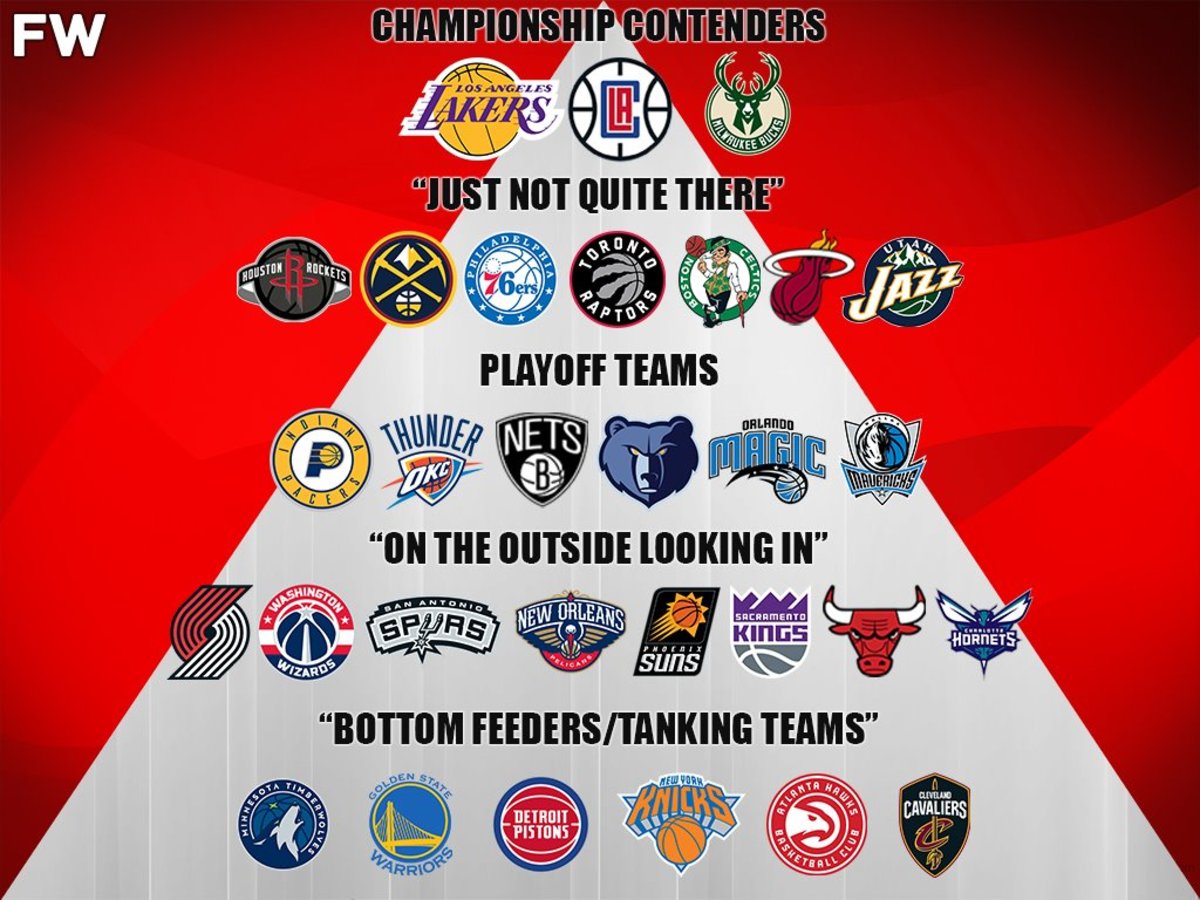 FW
CHAMPIONSHIP CONTENDERS
LOS ANGELES
LAKERS
LA
MILWAUKEE BUCKS
“JUST NOT QUITE THERE”
HOUSTON R ROCKETS
PHILADELPHIA
76ers
TORONTO
RAPTORS
BOSTON
CELTICS
UTAH
JAZZ
PLAYOFF TEAMS
INDIANA
P
PACERS
THUNDER
OKC
NETS
B
ORLANDO
MAGIC
DALLAS
MAVERICKS
“ON THE OUTSIDE LOOKING IN”
WASHINGTON
WIZARDS
SAN ANTONIO
SPURS
NEW ORLEANS
PELICANS
PHOENIX
SUNS
SACRAMENTO
KINGS
CHARLOTTE
HORNETS
“BOTTOM FEEDERS/TANKING TEAMS”
MINNESOTA TIMBERWOLVES
GOLDEN STATE
WARRIORS
DETROIT
PISTONS
NEW YORK
KNICKS
ATLANTA HAWKS
BASKETBALL CLUB
CLEVELAND
CAVALIERS
C